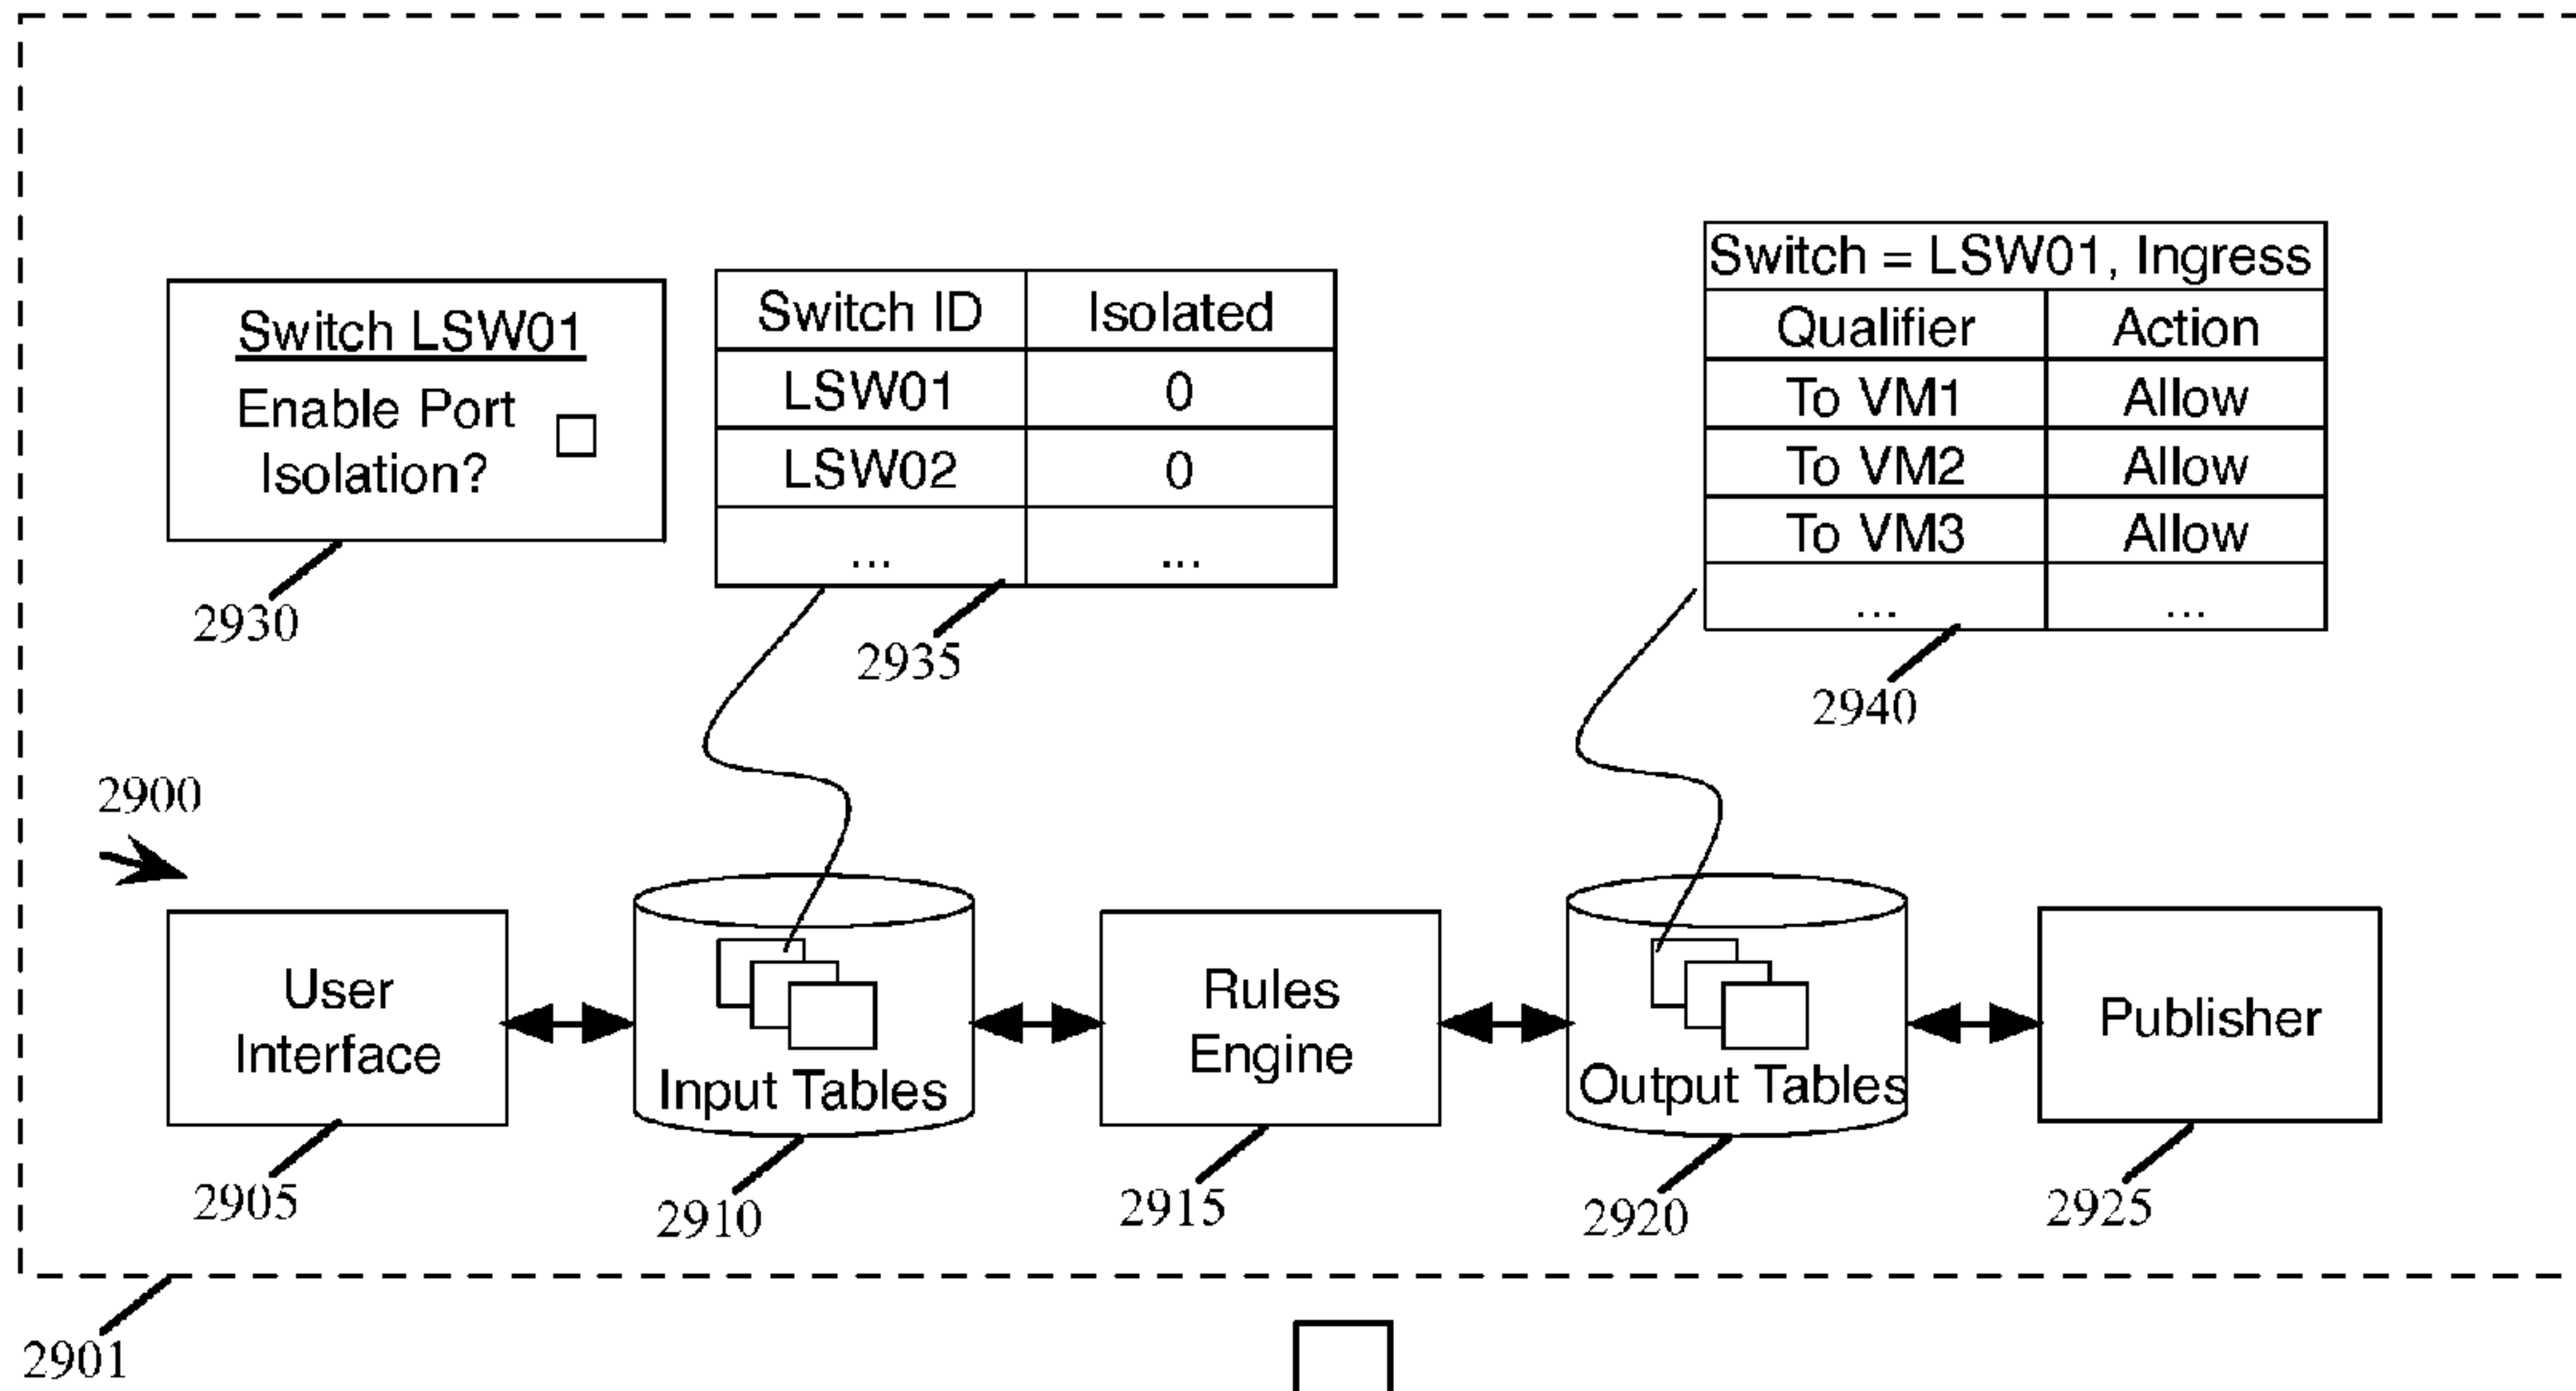 Switch LSW01
Enable Port
Isolation?
2930
Switch ID Isolated
LSW01 0
LSW02 0
... ...
2935
Switch = LSW01, Ingress
Qualifier Action
To VM1 Allow
To VM2 Allow
To VM3 Allow
... ...
2940
2900
User
Interface
2905
Input Tables
2910
Rules
Engine
2915
Output Tables
2920
Publisher
2925
2901